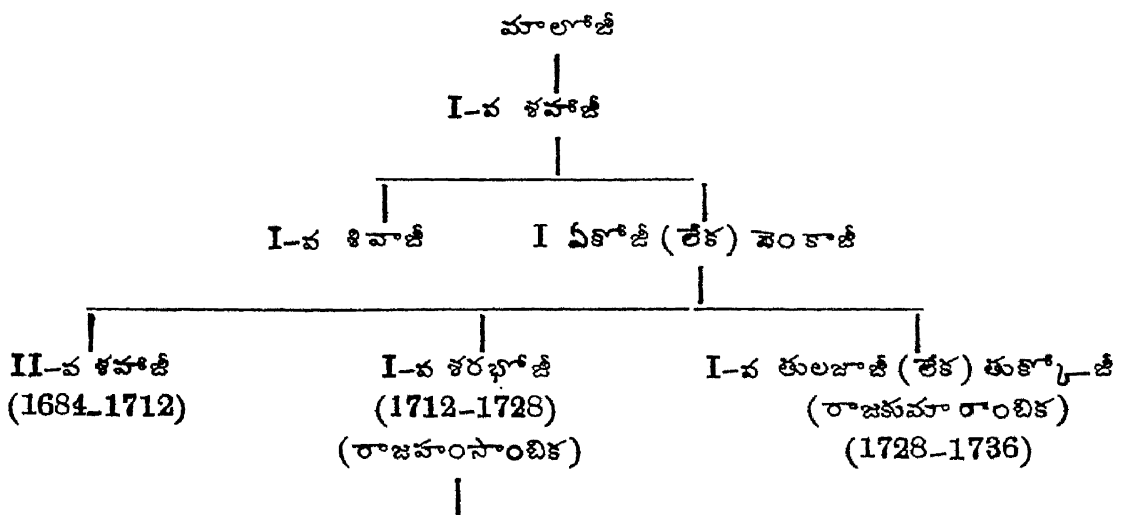 మాలోజీ
I-వ శహాజీ
I-వ శివాజీ I ఏకోజీ (లేక) వెంకాజీ
II-వ శహాజీ I-వ శరభోజీ I-వ తులజాజీ (లేక) తుక్కోజీ
(1684-1712) (1712-1728) (రాజకుమా రాంబిక)
(రాజహంసాంబిక) (1728-1736)